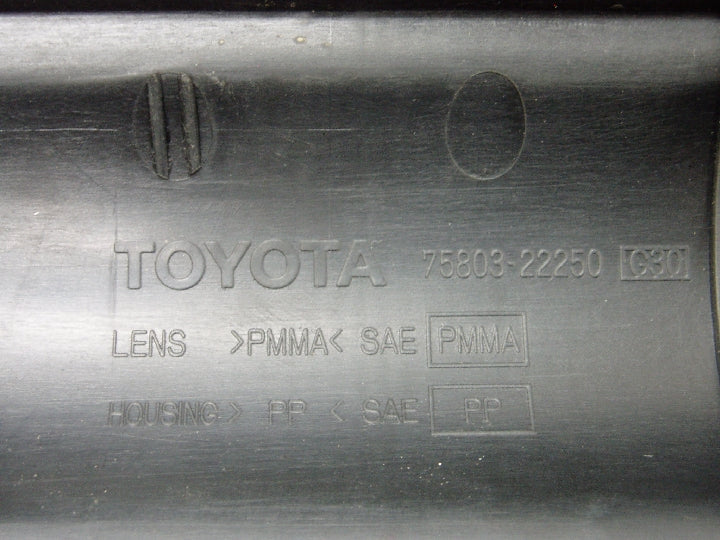 TOYOTA 75803-22250 C30
LENS >PMMA< SAE PMMA
HOUSING > PP < SAE PP